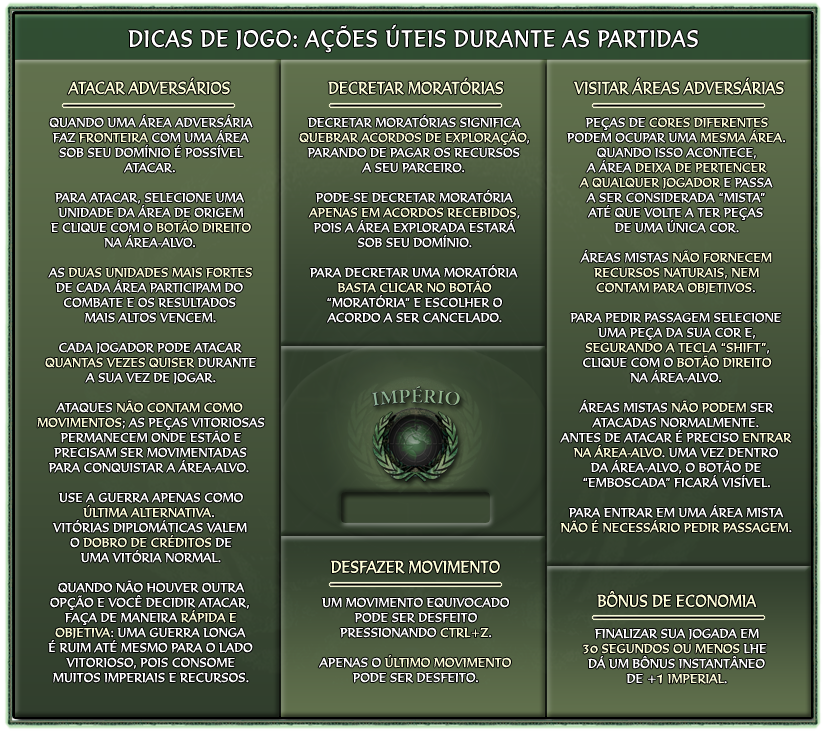 DICAS DE JOGO: AÇÕES ÚTEIS DURANTE AS PARTIDAS
ATACAR ADVERSÁRIOS
QUANDO UMA ÁREA ADVERSÁRIA
FAZ FRONTEIRA COM UMA ÁREA
SOB SEU DOMÍNIO É POSSÍVEL
ATACAR.
PARA ATACAR, SELECIONE UMA
UNIDADE DA ÁREA DE ORIGEM
E CLIQUE COM O BOTÃO DIREITO
NA ÁREA-ALVO.
AS DUAS UNIDADES MAIS FORTES
DE CADA ÁREA PARTICIPAM DO
COMBATE E OS RESULTADOS
MAIS ALTOS VENCEM.
CADA JOGADOR PODE ATACAR
QUANTAS VEZES QUISER DURANTE
A SUA VEZ DE JOGAR.
ATAQUES NÃO CONTAM COMO
MOVIMENTOS; AS PEÇAS VITORIOSAS
PERMANECEM ONDE ESTÃO E
PRECISAM SER MOVIMENTADAS
PARA CONQUISTAR A ÁREA-ALVO.
USE A GUERRA APENAS COMO
ÚLTIMA ALTERNATIVA.
VITÓRIAS DIPLOMÁTICAS VALEM
O DOBRO DE CRÉDITOS DE
UMA VITÓRIA NORMAL.
QUANDO NÃO HOUVER OUTRA
OPÇÃO E VOCÊ DECIDIR ATACAR,
FAÇA DE MANEIRA RÁPIDA E
OBJETIVA: UMA GUERRA LONGA
É RUIM ATÉ MESMO PARA O LADO
VITORIOSO, POIS CONSOME
MUITOS IMPERIAIS E RECURSOS.
DECRETAR MORATÓRIAS
DECRETAR MORATÓRIAS SIGNIFICA
QUEBRAR ACORDOS DE EXPLORAÇÃO,
PARANDO DE PAGAR OS RECURSOS
A SEU PARCEIRO.
PODE-SE DECRETAR MORATÓRIA
APENAS EM ACORDOS RECEBIDOS,
POIS A ÁREA EXPLORADA ESTARÁ
SOB SEU DOMÍNIO.
PARA DECRETAR UMA MORATÓRIA
BASTA CLICAR NO BOTÃO
“MORATÓRIA” E ESCOLHER O
ACORDO A SER CANCELADO.
IMPÉRIO
DESFAZER MOVIMENTO
UM MOVIMENTO EQUIVOCADO
PODE SER DESFEITO
PRESSIONANDO CTRL+Z.
APENAS O ÚLTIMO MOVIMENTO
PODE SER DESFEITO.
VISITAR ÁREAS ADVERSÁRIAS
PEÇAS DE CORES DIFERENTES
PODEM OCUPAR UMA MESMA ÁREA.
QUANDO ISSO ACONTECE,
A ÁREA DEIXA DE PERTENCER
A QUALQUER JOGADOR E PASSA
A SER CONSIDERADA “MISTA”
ATÉ QUE VOLTE A TER PEÇAS
DE UMA ÚNICA COR.
ÁREAS MISTAS NÃO FORNECEM
RECURSOS NATURAIS, NEM
CONTAM PARA OBJETIVOS.
PARA PEDIR PASSAGEM SELECIONE
UMA PEÇA DA SUA COR E,
SEGURANDO A TECLA “SHIFT”,
CLIQUE COM O BOTÃO DIREITO
NA ÁREA-ALVO.
ÁREAS MISTAS NÃO PODEM SER
ATACADAS NORMALMENTE.
ANTES DE ATACAR É PRECISO ENTRAR
NA ÁREA-ALVO. UMA VEZ DENTRO
DA ÁREA-ALVO, O BOTÃO DE
“EMBOSCADA” FICARÁ VISÍVEL.
PARA ENTRAR EM UMA ÁREA MISTA
NÃO É NECESSÁRIO PEDIR PASSAGEM.
BÔNUS DE ECONOMIA
FINALIZAR SUA JOGADA EM
30 SEGUNDOS OU MENOS LHE
DÁ UM BÔNUS INSTANTÂNEO
DE +1 IMPERIAL.